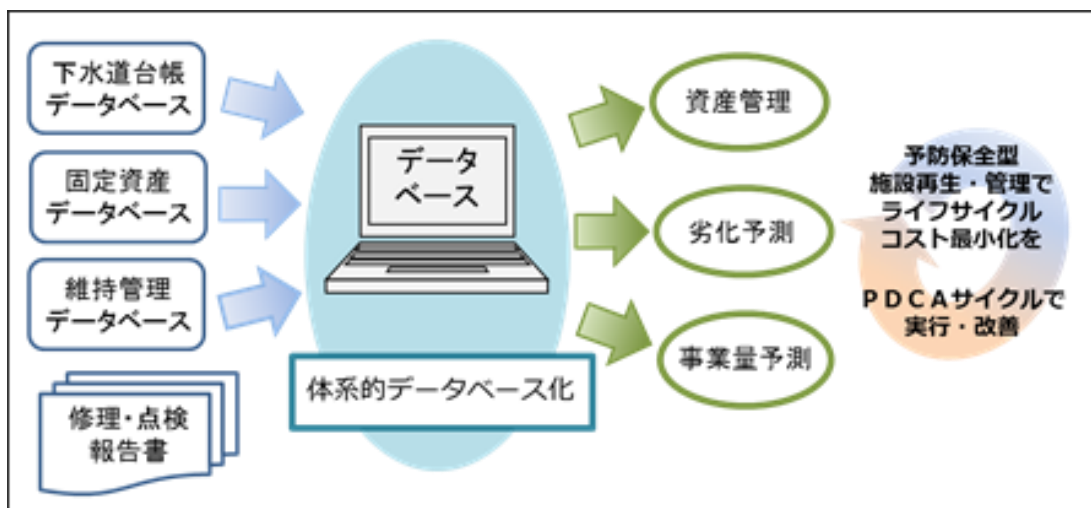 下水道台帳
データベース
固定資産
データベース
維持管理
データベース
修理・点検
報告書
データ
ベース
体系的データベース化
資産管理
劣化予測
事業量予測
予防保全型
施設再生・管理で
ライフサイクル
コスト最小化を
ＰＤＣＡサイクルで
実行・改善